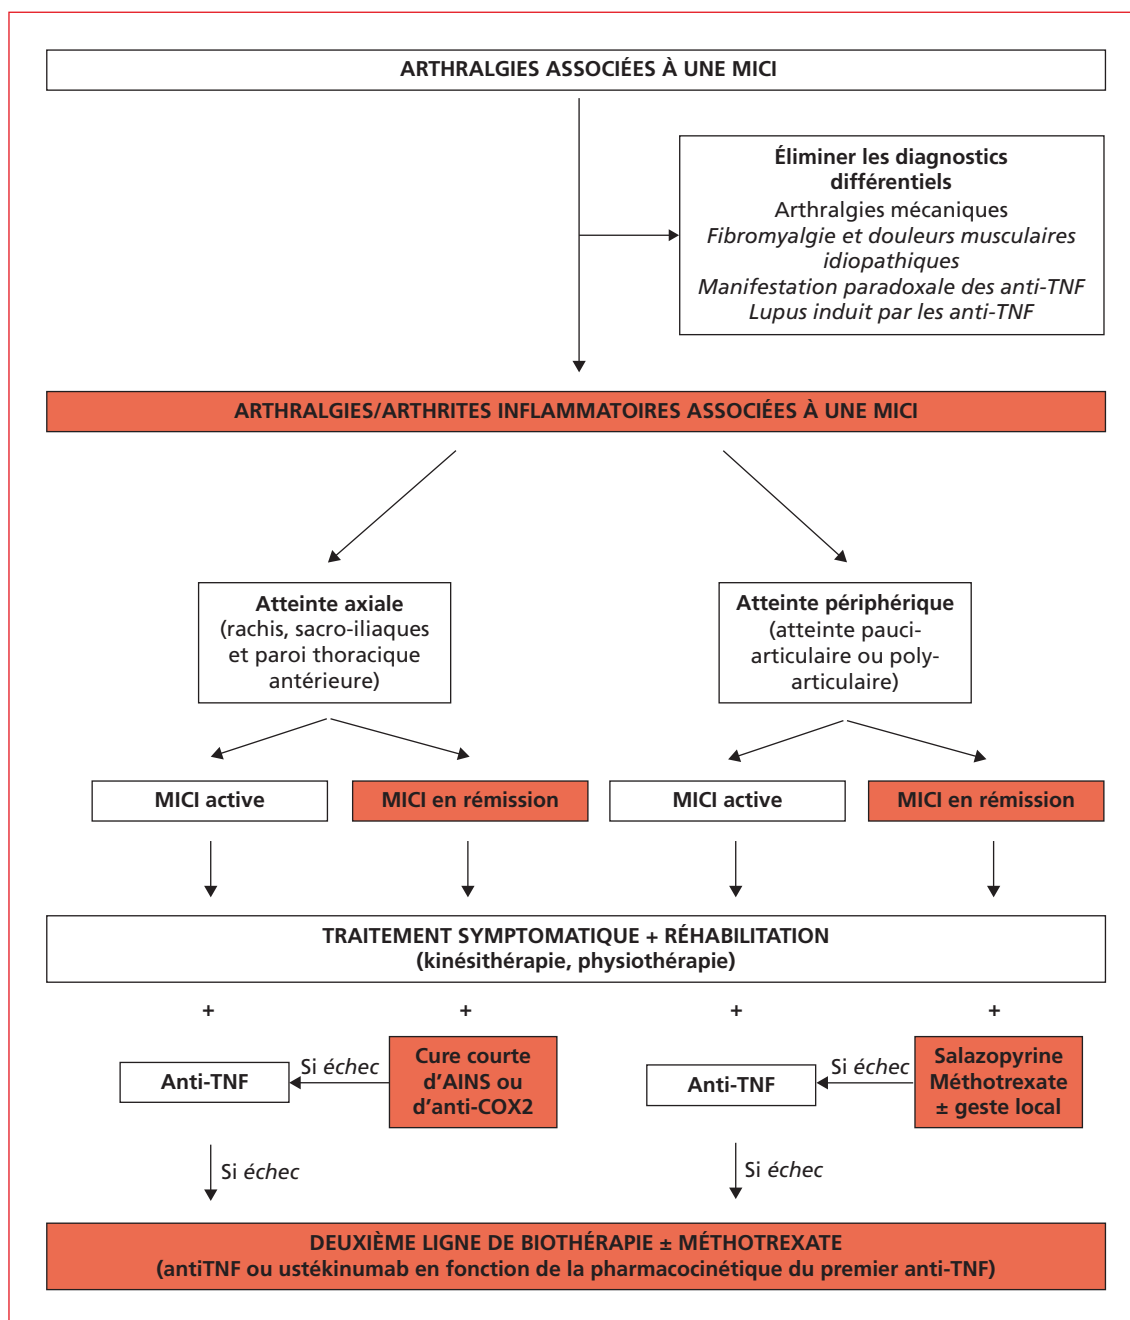 ARTHRALGIES ASSOCIÉES À UNE MICI
Éliminer les diagnostics
différentiels
Arthralgies mécaniques
Fibromyalgie et douleurs musculaires
idiopathiques
Manifestation paradoxale des anti-TNF
Lupus induit par les anti-TNF
ARTHRALGIES/ARTHRITES INFLAMMATOIRES ASSOCIÉES À UNE MICI
Atteinte axiale
(rachis, sacro-iliaques
et paroi thoracique
antérieure)
Atteinte périphérique
(atteinte pauci-
articulaire ou poly-
articulaire)
MICI active
MICI en rémission
MICI active
MICI en rémission
TRAITEMENT SYMPTOMATIQUE + RÉHABILITATION
(kinésithérapie, physiothérapie)
+
+
+
+
Anti-TNF
Si échec
Cure courte
d'AINS ou
d'anti-COX2
Anti-TNF
Si échec
Salazopyrine
Méthotrexate
± geste local
Si échec
Si échec
DEUXIÈME LIGNE DE BIOTHÉRAPIE ± MÉTHOTREXATE
(antiTNF ou ustékinumab en fonction de la pharmacocinétique du premier anti-TNF)